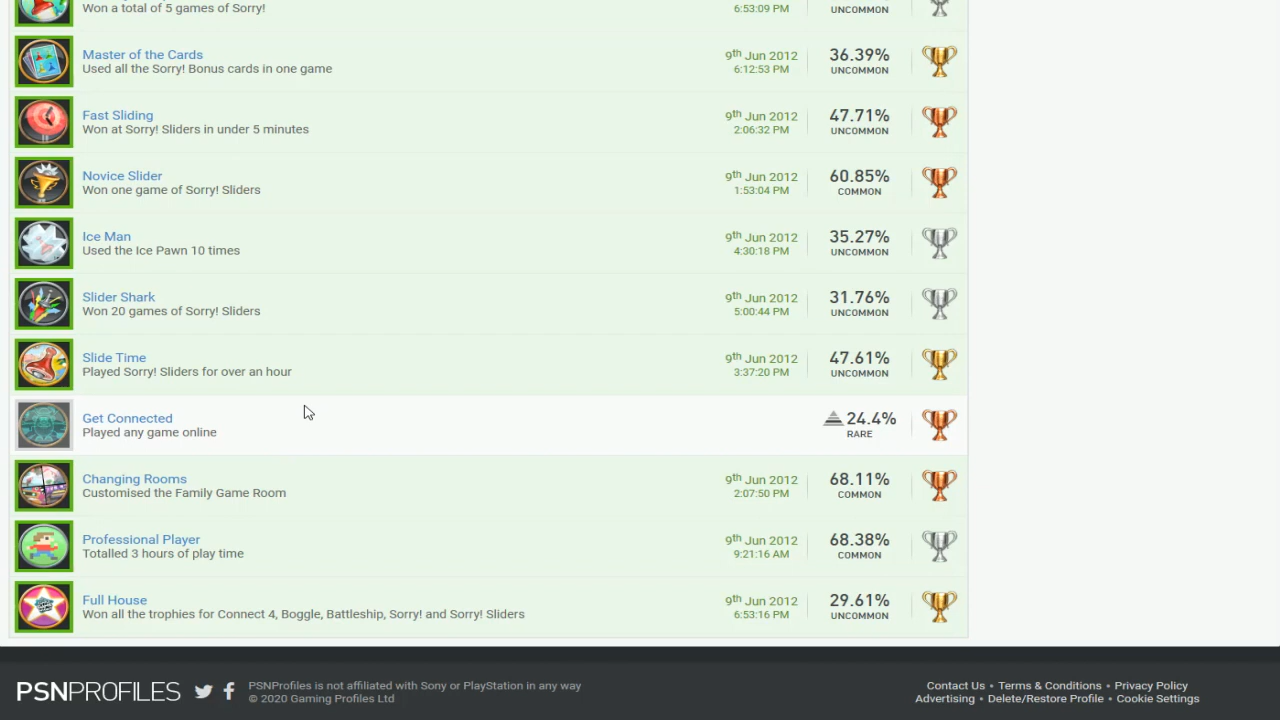 Won a total of 5 games of Sorry!
6:53:09 PM
UNCOMMON
Master of the Cards
Used all the Sorry! Bonus cards in one game
9th Jun 2012
6:12:53 PM
36.39%
UNCOMMON
Fast Sliding
Won at Sorry! Sliders in under 5 minutes
9th Jun 2012
2:06:32 PM
47.71%
UNCOMMON
Novice Slider
Won one game of Sorry! Sliders
9th Jun 2012
1:53:04 PM
60.85%
COMMON
Ice Man
Used the Ice Pawn 10 times
9th Jun 2012
4:30:18 PM
35.27%
UNCOMMON
Slider Shark
Won 20 games of Sorry! Sliders
9th Jun 2012
5:00:44 PM
31.76%
UNCOMMON
Slide Time
Played Sorry! Sliders for over an hour
9th Jun 2012
3:37:20 PM
47.61%
UNCOMMON
Get Connected
Played any game online
24.4%
RARE
Changing Rooms
Customised the Family Game Room
9th Jun 2012
2:07:50 PM
68.11%
COMMON
Professional Player
Totalled 3 hours of play time
9th Jun 2012
9:21:16 AM
68.38%
COMMON
Full House
Won all the trophies for Connect 4, Boggle, Battleship, Sorry! and Sorry! Sliders
9th Jun 2012
6:53:16 PM
29.61%
UNCOMMON
PSNPROFILES
PSNProfiles is not affiliated with Sony or PlayStation in any way
© 2020 Gaming Profiles Ltd
Contact Us • Terms & Conditions • Privacy Policy
Advertising • Delete/Restore Profile • Cookie Settings